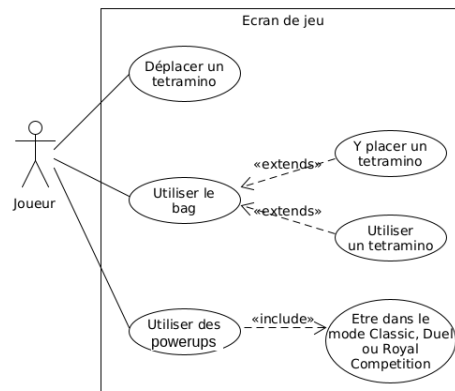 Ecran de jeu
Déplacer un
tetramino
Joueur
«extends»
Y placer un
tetramino
Utiliser le
bag
«extends»
Utiliser
un tetramino
Utiliser des
powerups
«include»
Etre dans le
mode Classic, Duel
ou Royal
Competition